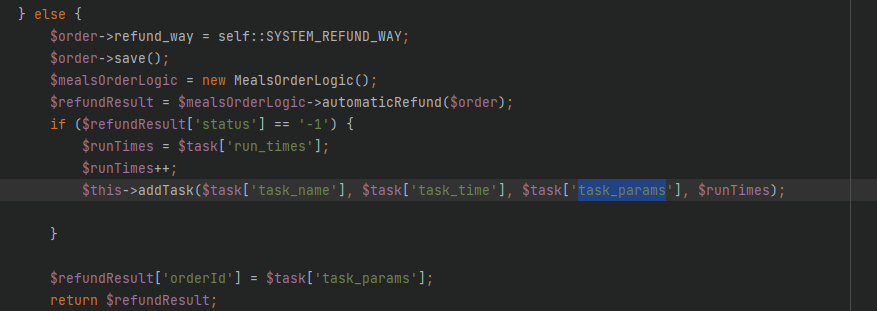 } else {
$order->refund_way = self::SYSTEM_REFUND_WAY;
$order->save();
$mealsOrderLogic = new MealsOrderLogic();
$refundResult = $mealsOrderLogic->automaticRefund($order);
if ($refundResult['status'] == '-1') {
$runTimes = $task['run_times'];
$runTimes++;
$this->addTask($task['task_name'], $task['task_time'], $task['task_params'], $runTimes);
}
$refundResult['orderId'] = $task['task_params'];
return $refundResult;